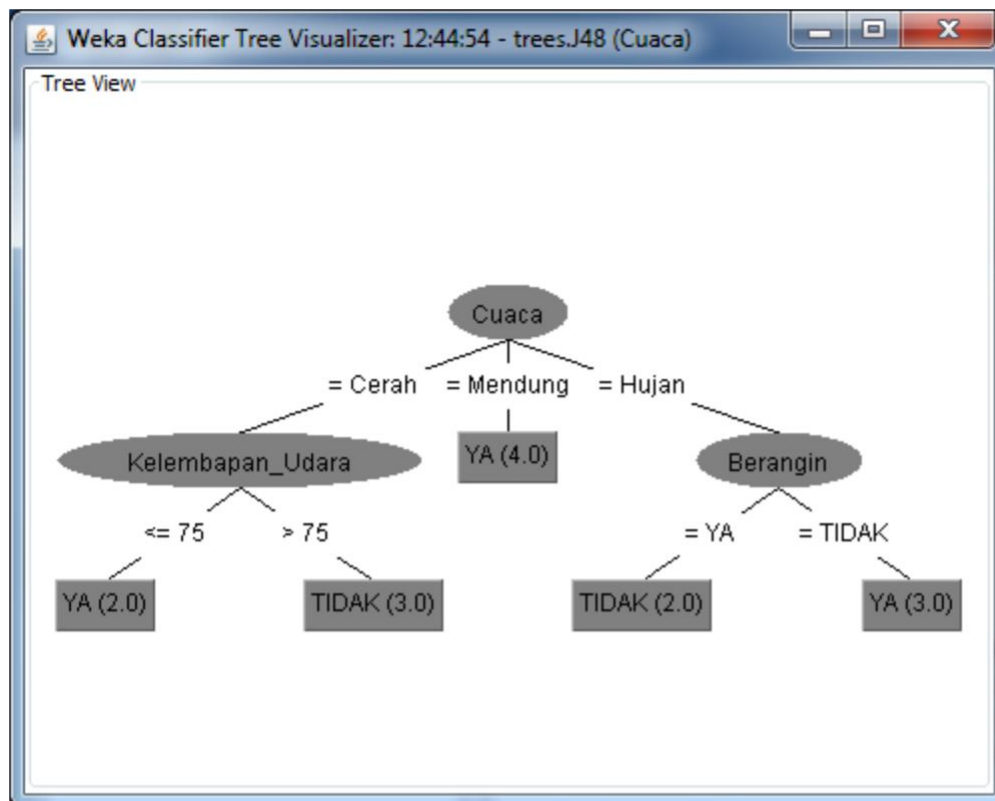 Weka Classifier Tree Visualizer: 12:44:54 - trees.J48 (Cuaca)
Tree View
Cuaca
= Cerah = Mendung = Hujan
Kelembapan_Udara YA (4.0) Berangin
<= 75 > 75 = YA = TIDAK
YA (2.0) TIDAK (3.0) TIDAK (2.0) YA (3.0)